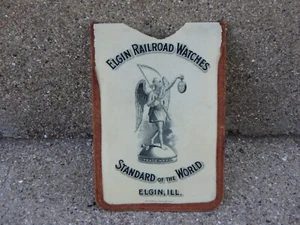 ELGIN RAILROAD WATCHES
STANDARD OF THE WORLD
ELGIN, ILL.